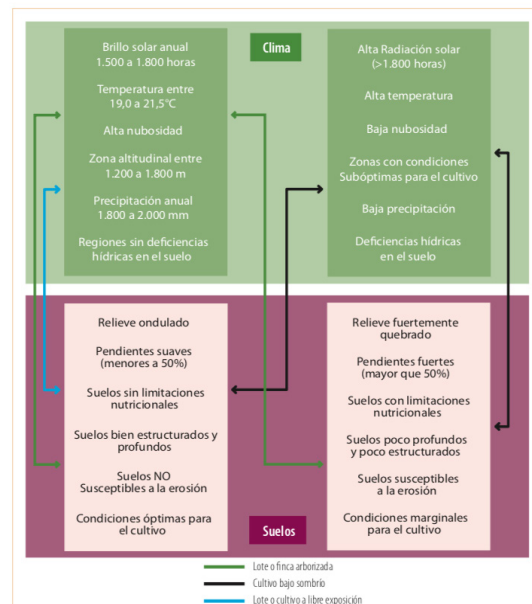 Clima
Brillo solar anual
1.500 a 1.800 horas
Temperatura entre
19,0 a 21,5°C
Alta nubosidad
Zona altitudinal entre
1.200 a 1.800 m
Precipitación anual
1.800 a 2.000 mm
Regiones sin deficiencias
hídricas en el suelo
Alta Radiación solar
(>1.800 horas)
Alta temperatura
Baja nubosidad
Zonas con condiciones
Subóptimas para el cultivo
Baja precipitación
Deficiencias hídricas
en el suelo
Relieve ondulado
Pendientes suaves
(menores a 50%)
Suelos sin limitaciones
nutricionales
Suelos bien estructurados y
profundos
Suelos NO
Susceptibles a la erosión
Condiciones óptimas para
el cultivo
Relieve fuertemente
quebrado
Pendientes fuertes
(mayor que 50%)
Suelos con limitaciones
nutricionales
Suelos poco profundos
y poco estructurados
Suelos susceptibles
a la erosión
Condiciones marginales
para el cultivo
Suelos
Lote o finca arborizada
Cultivo bajo sombrío
Lote o cultivo a libre exposición